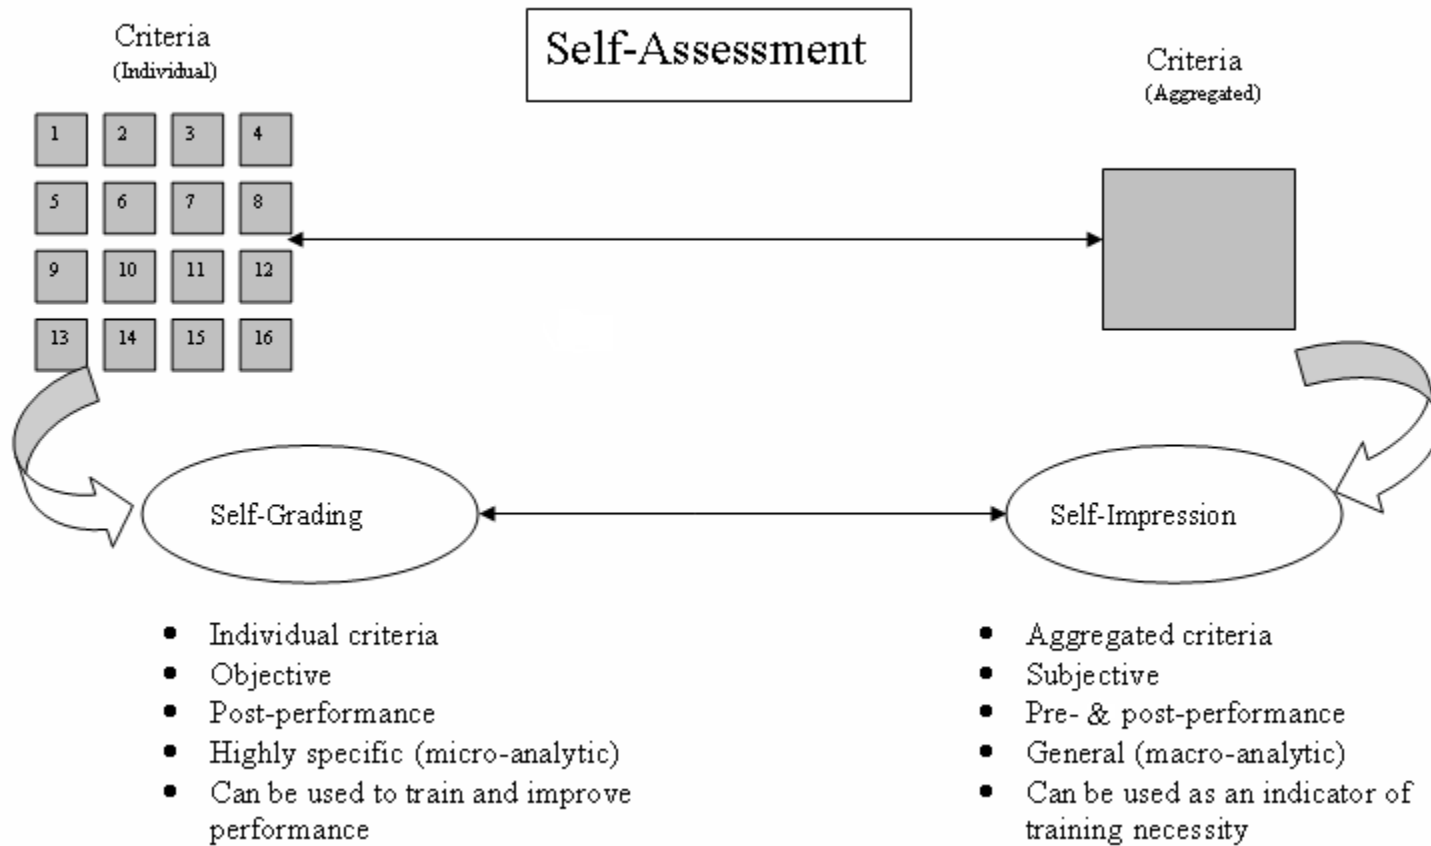 Self-Assessment
Criteria
(Individual)
1 2 3 4
5 6 7 8
9 10 11 12
13 14 15 16
Criteria
(Aggregated)
Self-Grading
Self-Impression
• Individual criteria
• Objective
• Post-performance
• Highly specific (micro-analytic)
• Can be used to train and improve
performance
• Aggregated criteria
• Subjective
• Pre- & post-performance
• General (macro-analytic)
• Can be used as an indicator of
training necessity